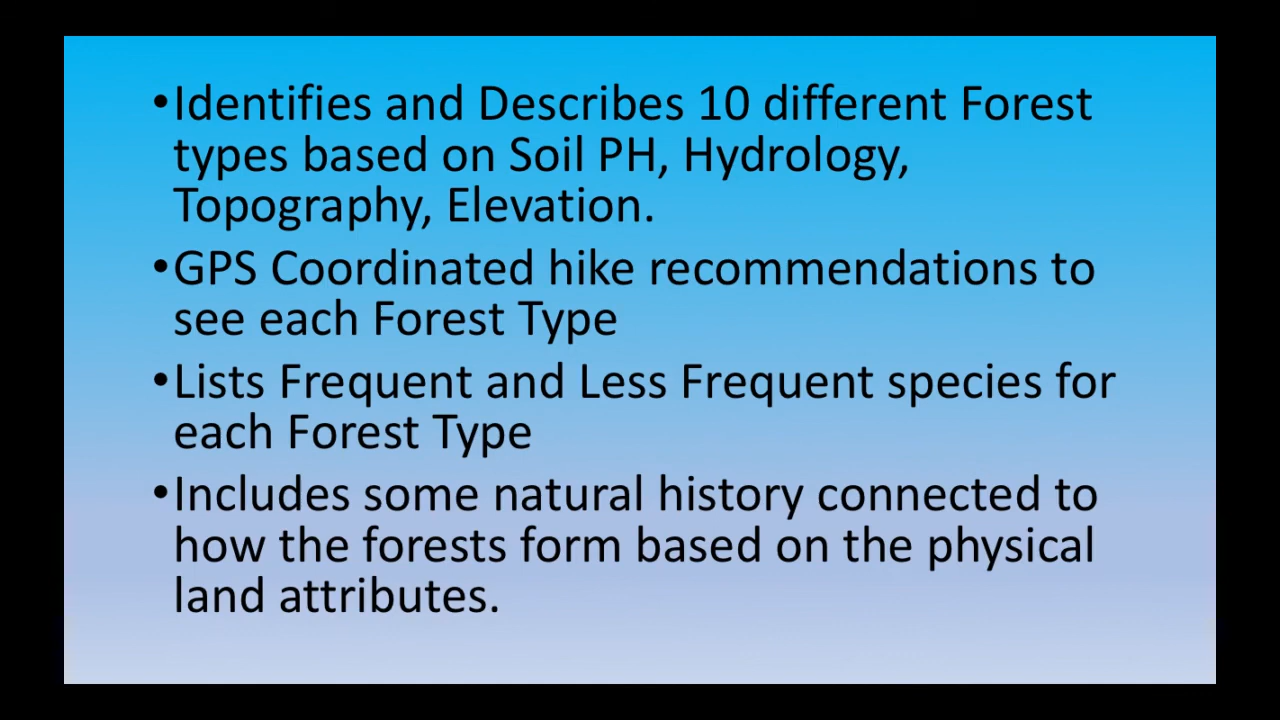 •Identifies and Describes 10 different Forest
types based on Soil PH, Hydrology,
Topography, Elevation.
•GPS Coordinated hike recommendations to
see each Forest Type
•Lists Frequent and Less Frequent species for
each Forest Type
•Includes some natural history connected to
how the forests form based on the physical
land attributes.